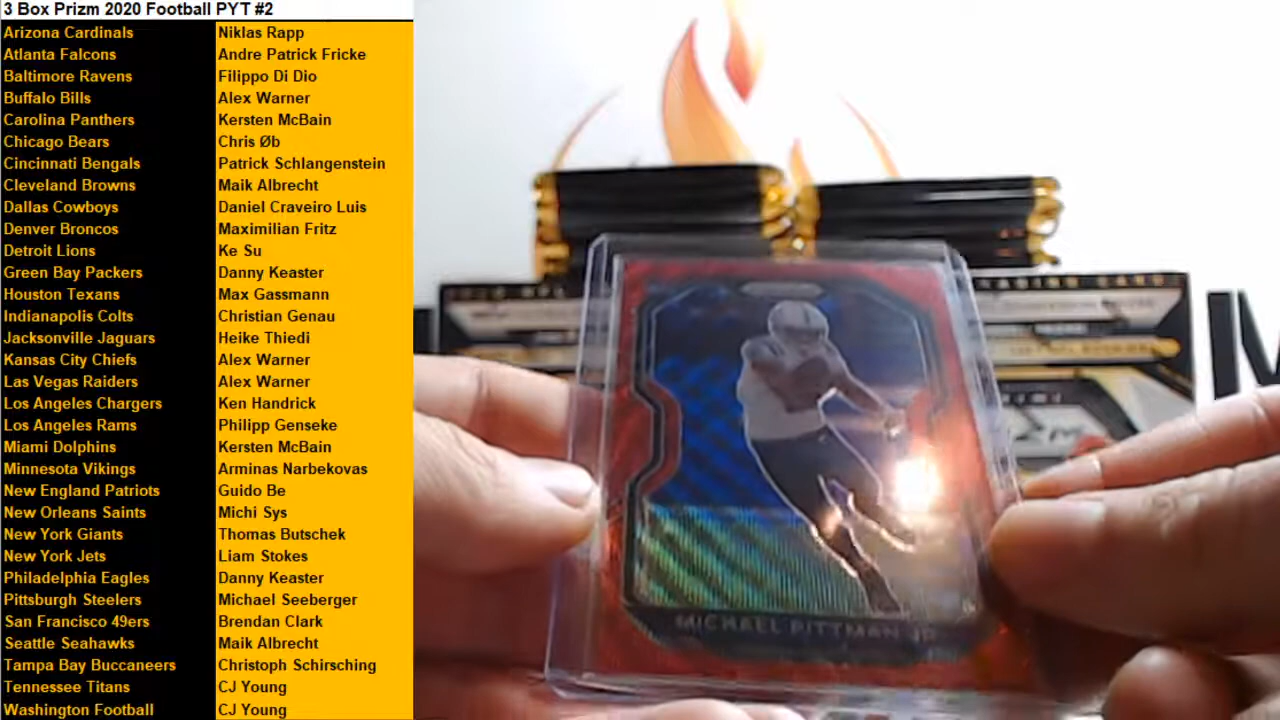 3 Box Prizm 2020 Football PYT #2
Arizona Cardinals Niklas Rapp
Atlanta Falcons Andre Patrick Fricke
Baltimore Ravens Filippo Di Dio
Buffalo Bills Alex Warner
Carolina Panthers Kersten McBain
Chicago Bears Chris Øb
Cincinnati Bengals Patrick Schlangenstein
Cleveland Browns Maik Albrecht
Dallas Cowboys Daniel Craveiro Luis
Denver Broncos Maximilian Fritz
Detroit Lions Ke Su
Green Bay Packers Danny Keaster
Houston Texans Max Gassmann
Indianapolis Colts Christian Genau
Jacksonville Jaguars Heike Thiedi
Kansas City Chiefs Alex Warner
Las Vegas Raiders Alex Warner
Los Angeles Chargers Ken Handrick
Los Angeles Rams Philipp Genseke
Miami Dolphins Kersten McBain
Minnesota Vikings Arminas Narbekovas
New England Patriots Guido Be
New Orleans Saints Michi Sys
New York Giants Thomas Butschek
New York Jets Liam Stokes
Philadelphia Eagles Danny Keaster
Pittsburgh Steelers Michael Seeberger
San Francisco 49ers Brendan Clark
Seattle Seahawks Maik Albrecht
Tampa Bay Buccaneers Christoph Schirsching
Tennessee Titans CJ Young
Washington Football CJ Young
MICHAEL PITTMAN JR